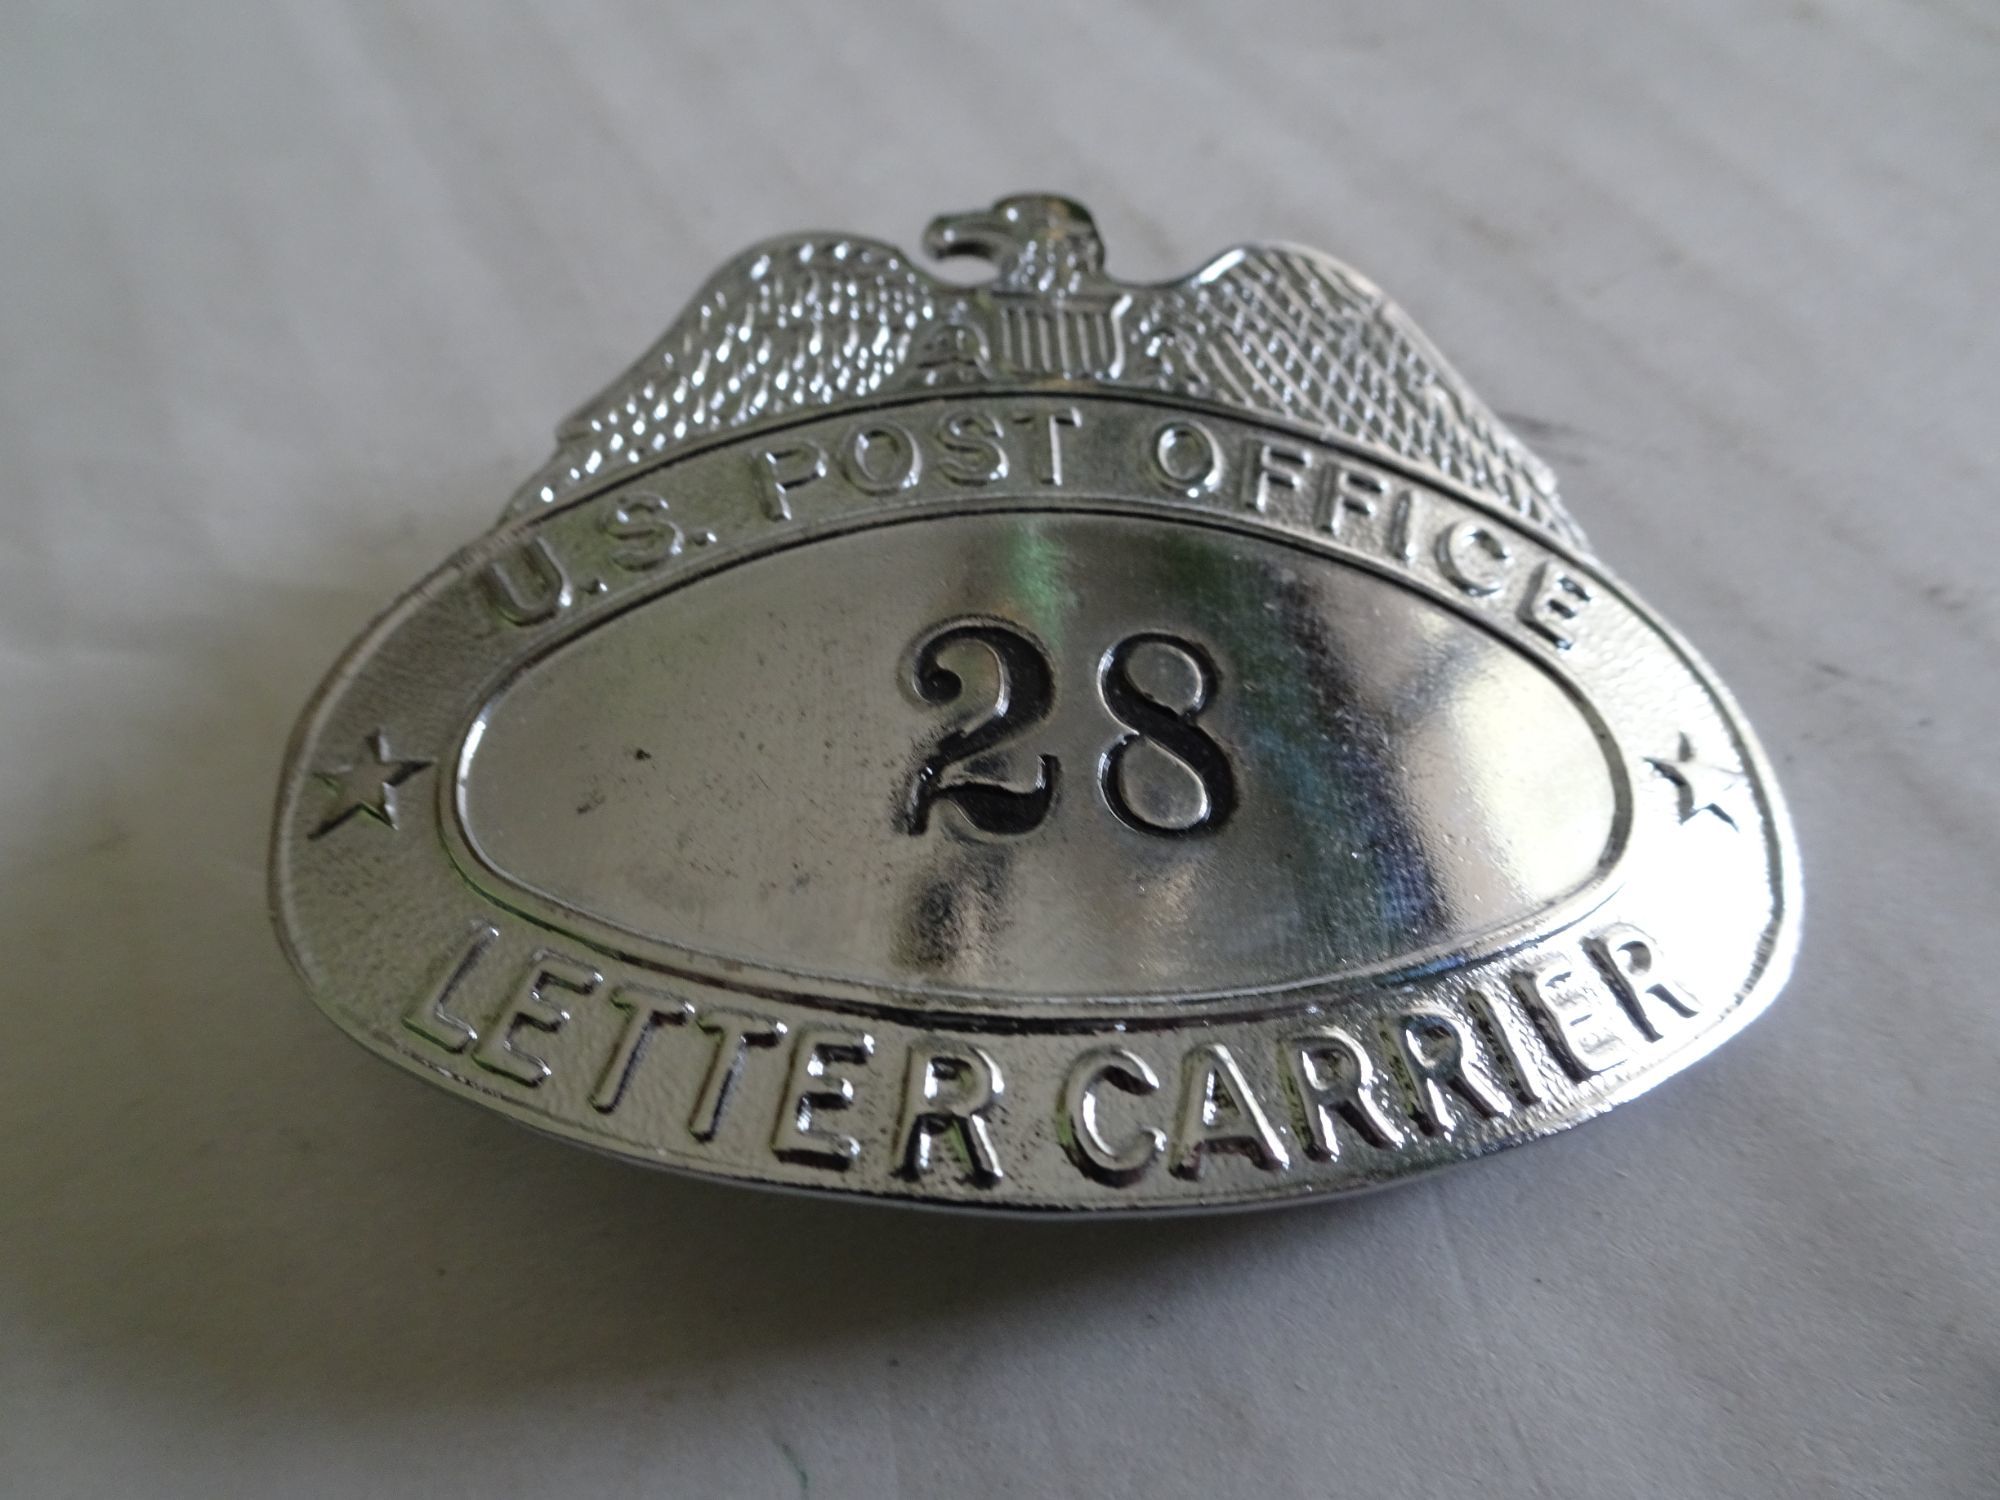 U.S. POST OFFICE
28
LETTER CARRIER